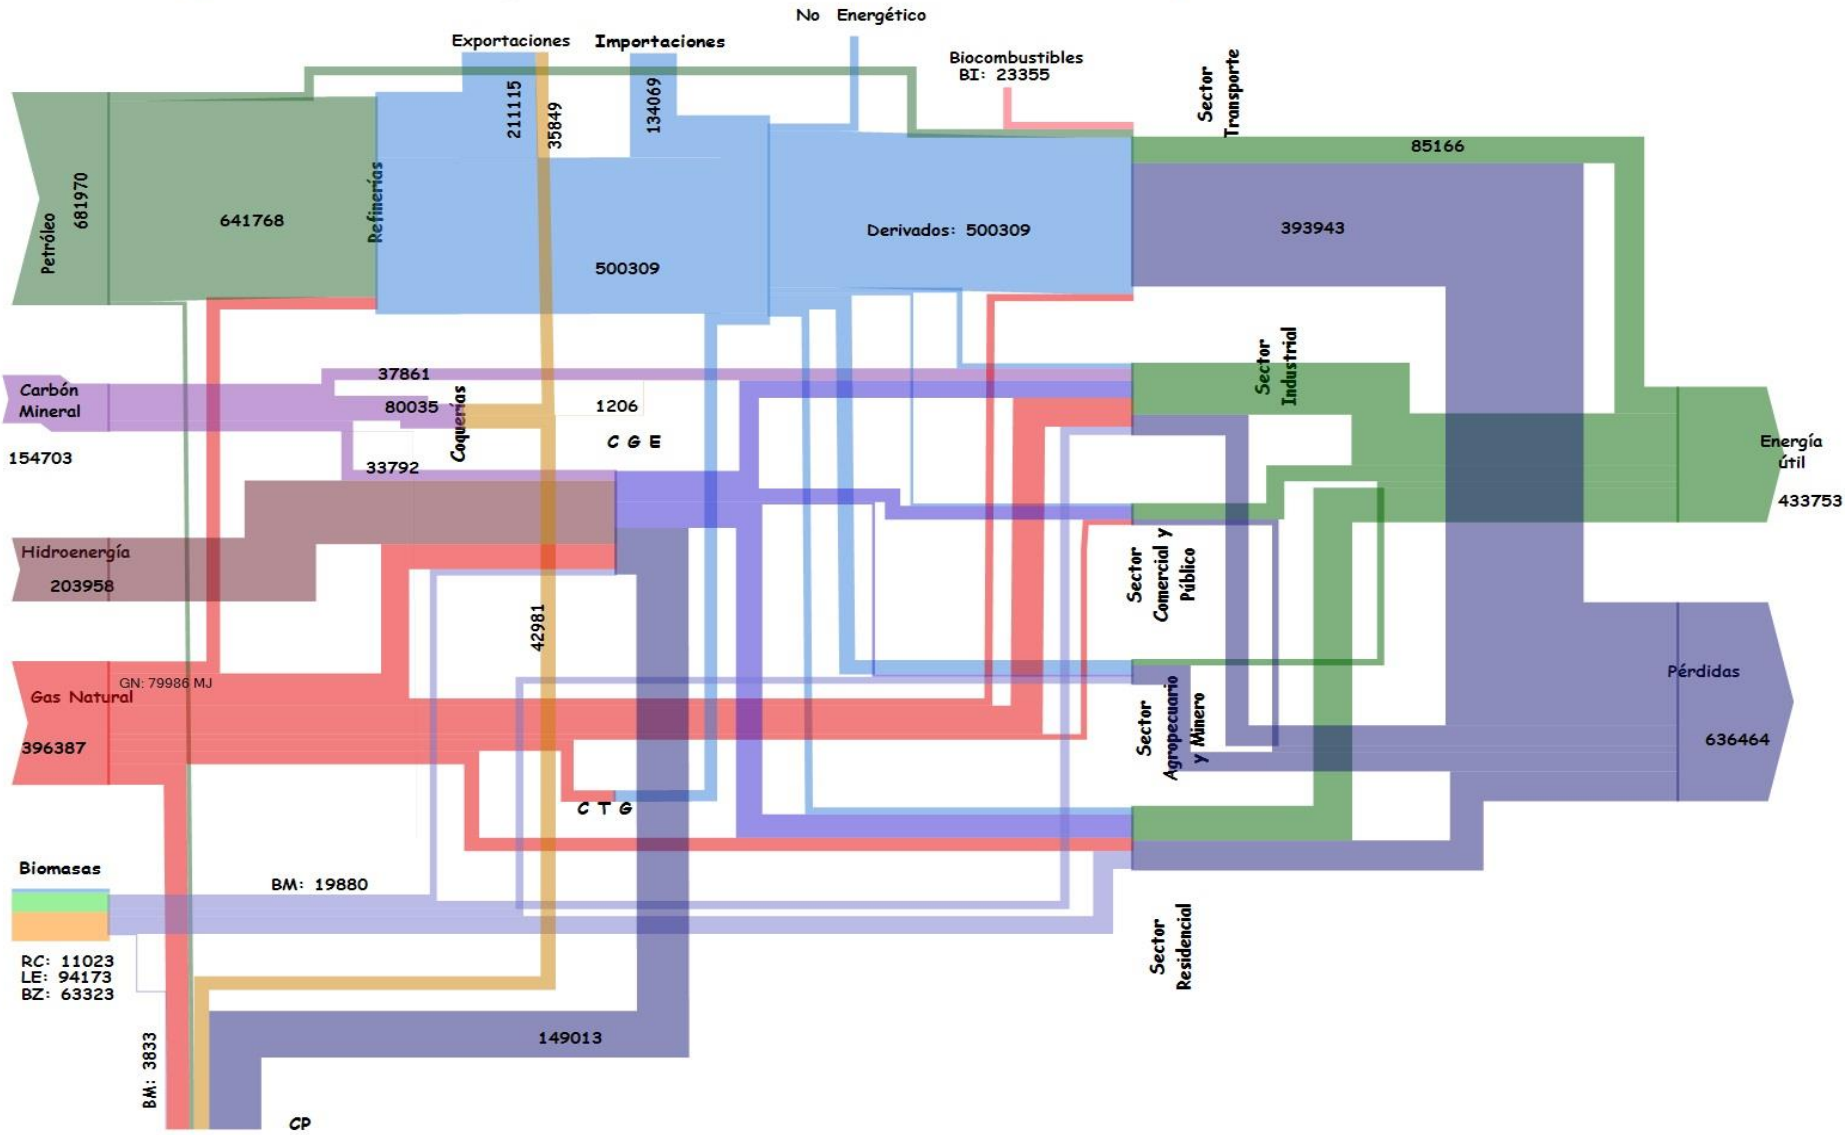 No Energético
Exportaciones
Importaciones
Biocombustibles
BI: 23355
Sector
Transporte
211115
35849
134069
85166
Petróleo
681970
641768
Refinerías
Derivados: 500309
393943
500309
Sector
Industrial
Carbón
Mineral
37861
80035
Coquerías
1206
C G E
154703
33792
Energía
útil
433753
Hidroenergía
203958
42981
Sector
Comercial y
Público
GN: 79986 MJ
Gas Natural
396387
Sector
Agropecuario
y Minero
Pérdidas
636464
C T G
Biomasas
BM: 19880
RC: 11023
LE: 94173
BZ: 63323
Sector
Residencial
BM: 3833
149013
CP